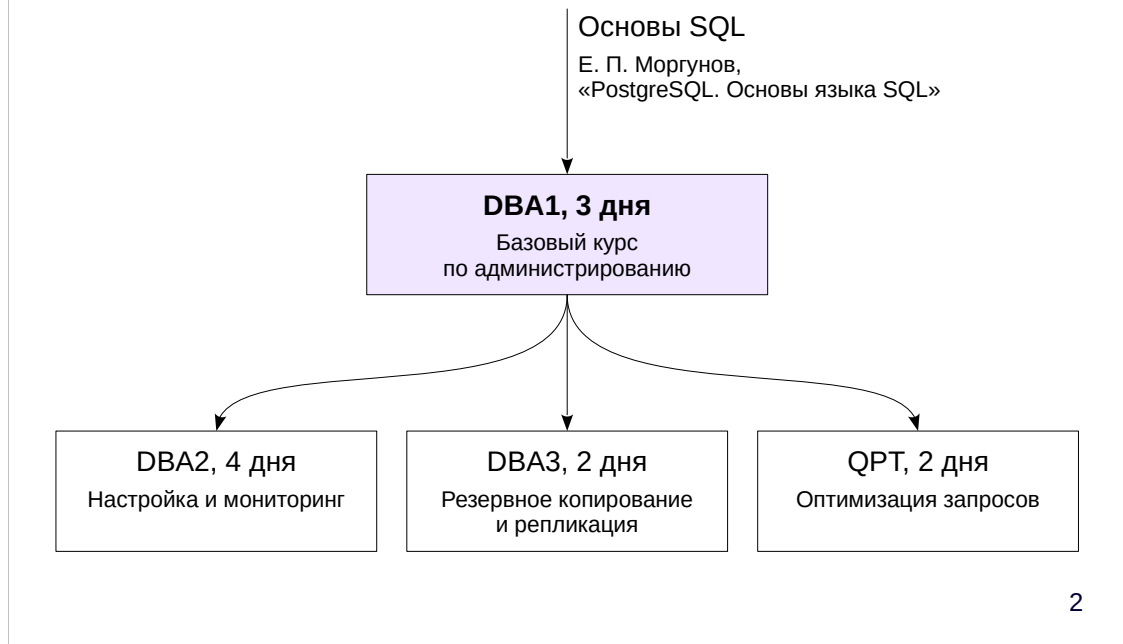 Основы SQL
Е. П. Моргунов,
«PostgreSQL. Основы языка SQL»
DBA1, 3 дня
Базовый курс
по администрированию
DBA2, 4 дня
Настройка и мониторинг
DBA3, 2 дня
Резервное копирование
и репликация
QPT, 2 дня
Оптимизация запросов
2